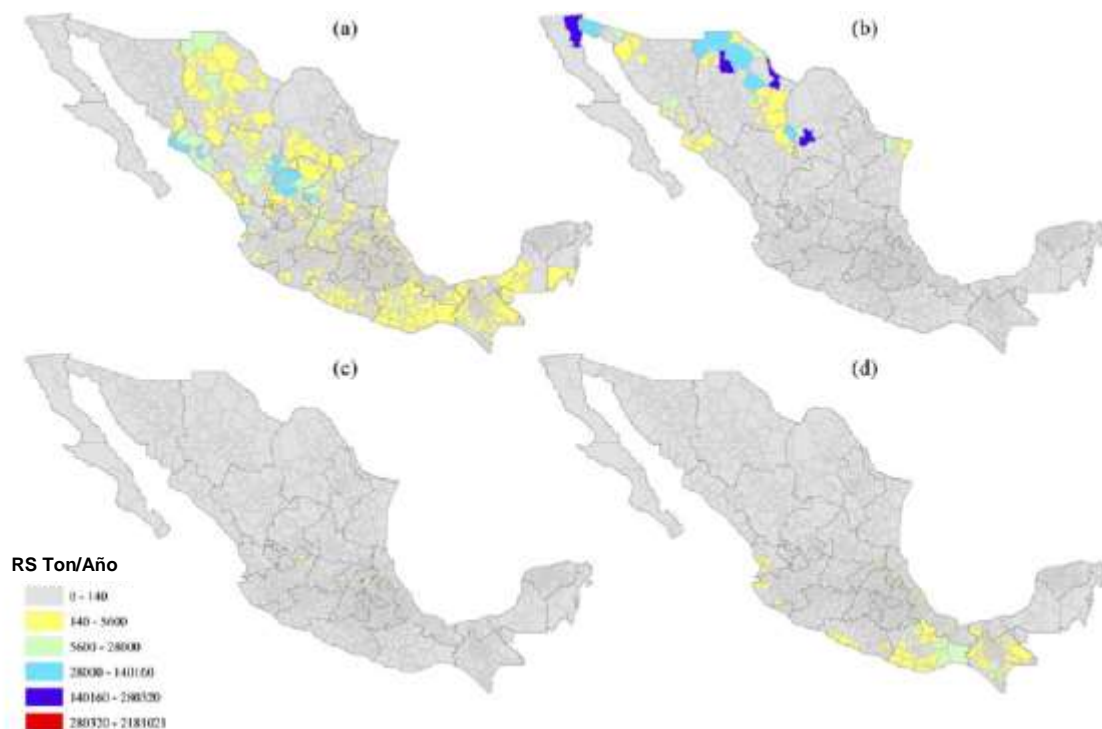 (a)
(b)
(c)
(d)
RS Ton/Año
0 - 140
140 - 5600
5600 - 28000
28000 - 140160
140160 - 280320
280320 - 2181021